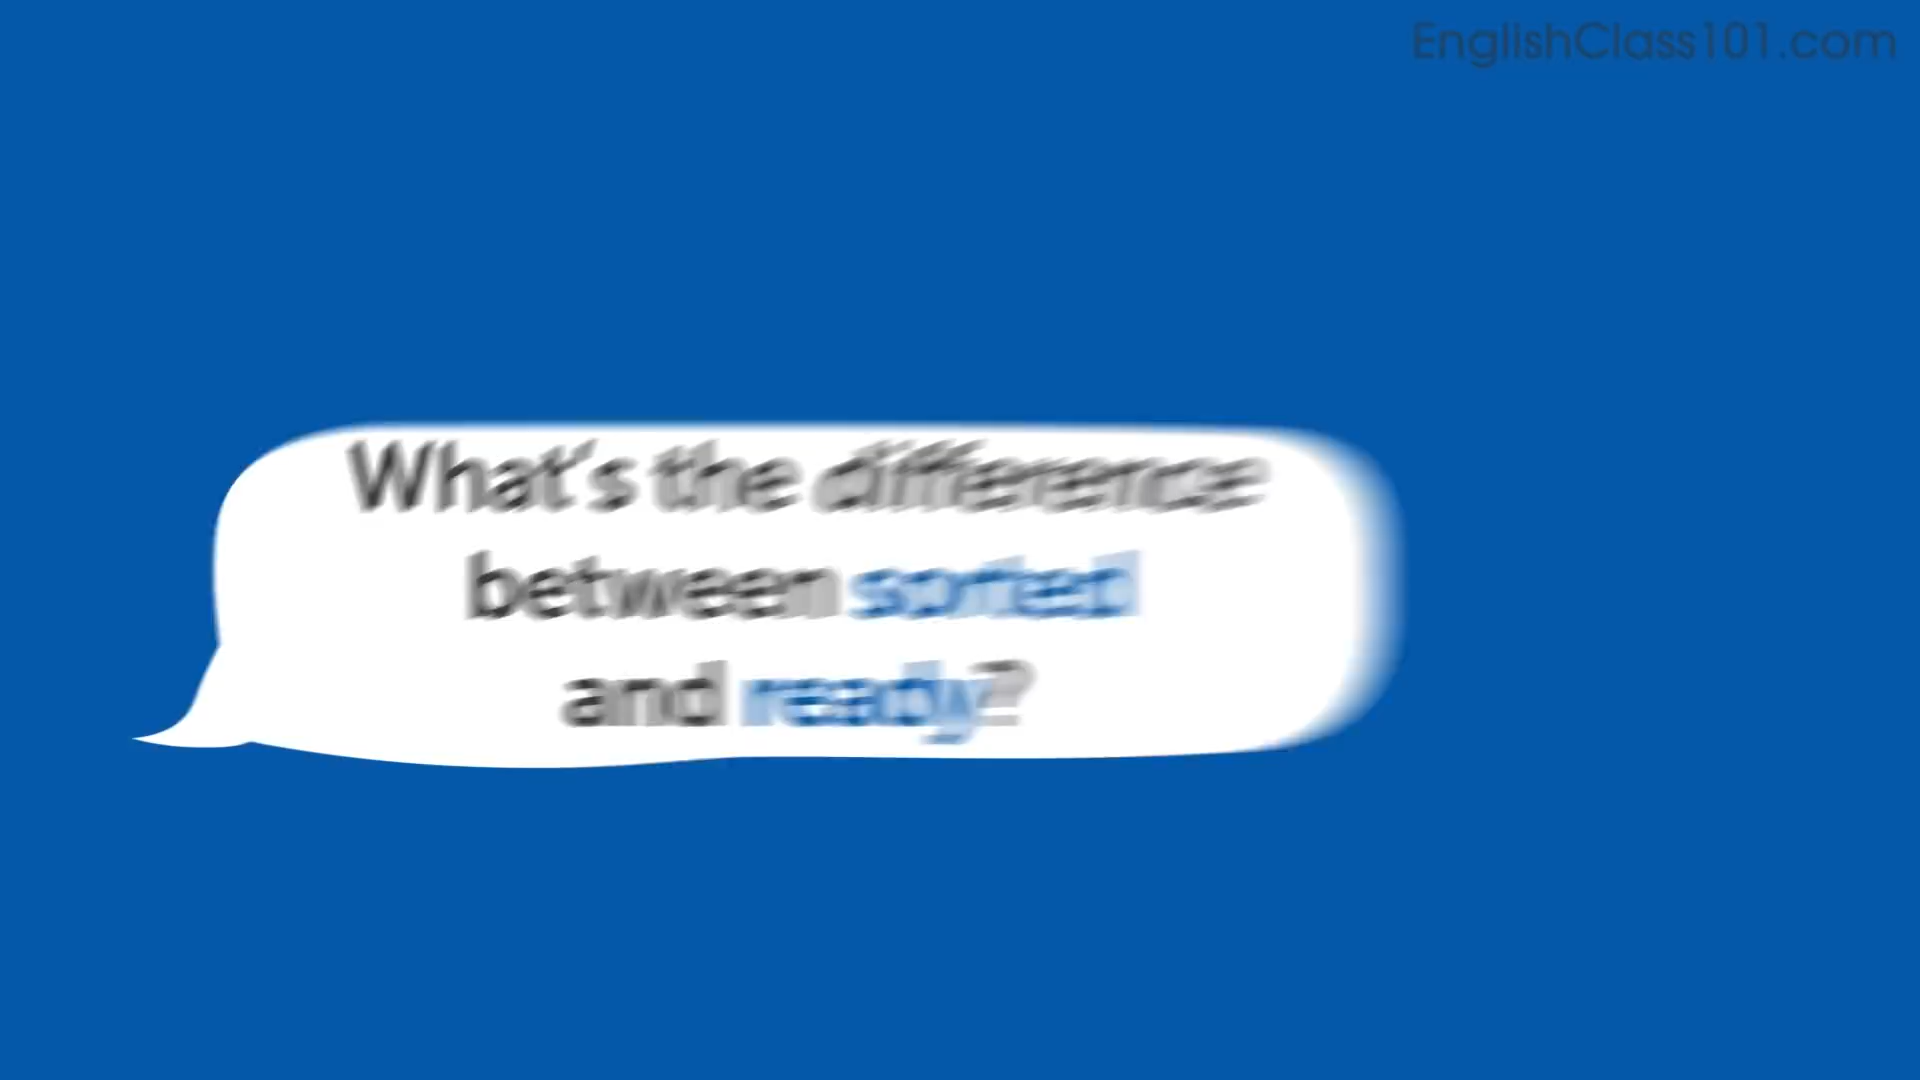 EnglishClass101.com
What's the difference
between sorted
and ready?